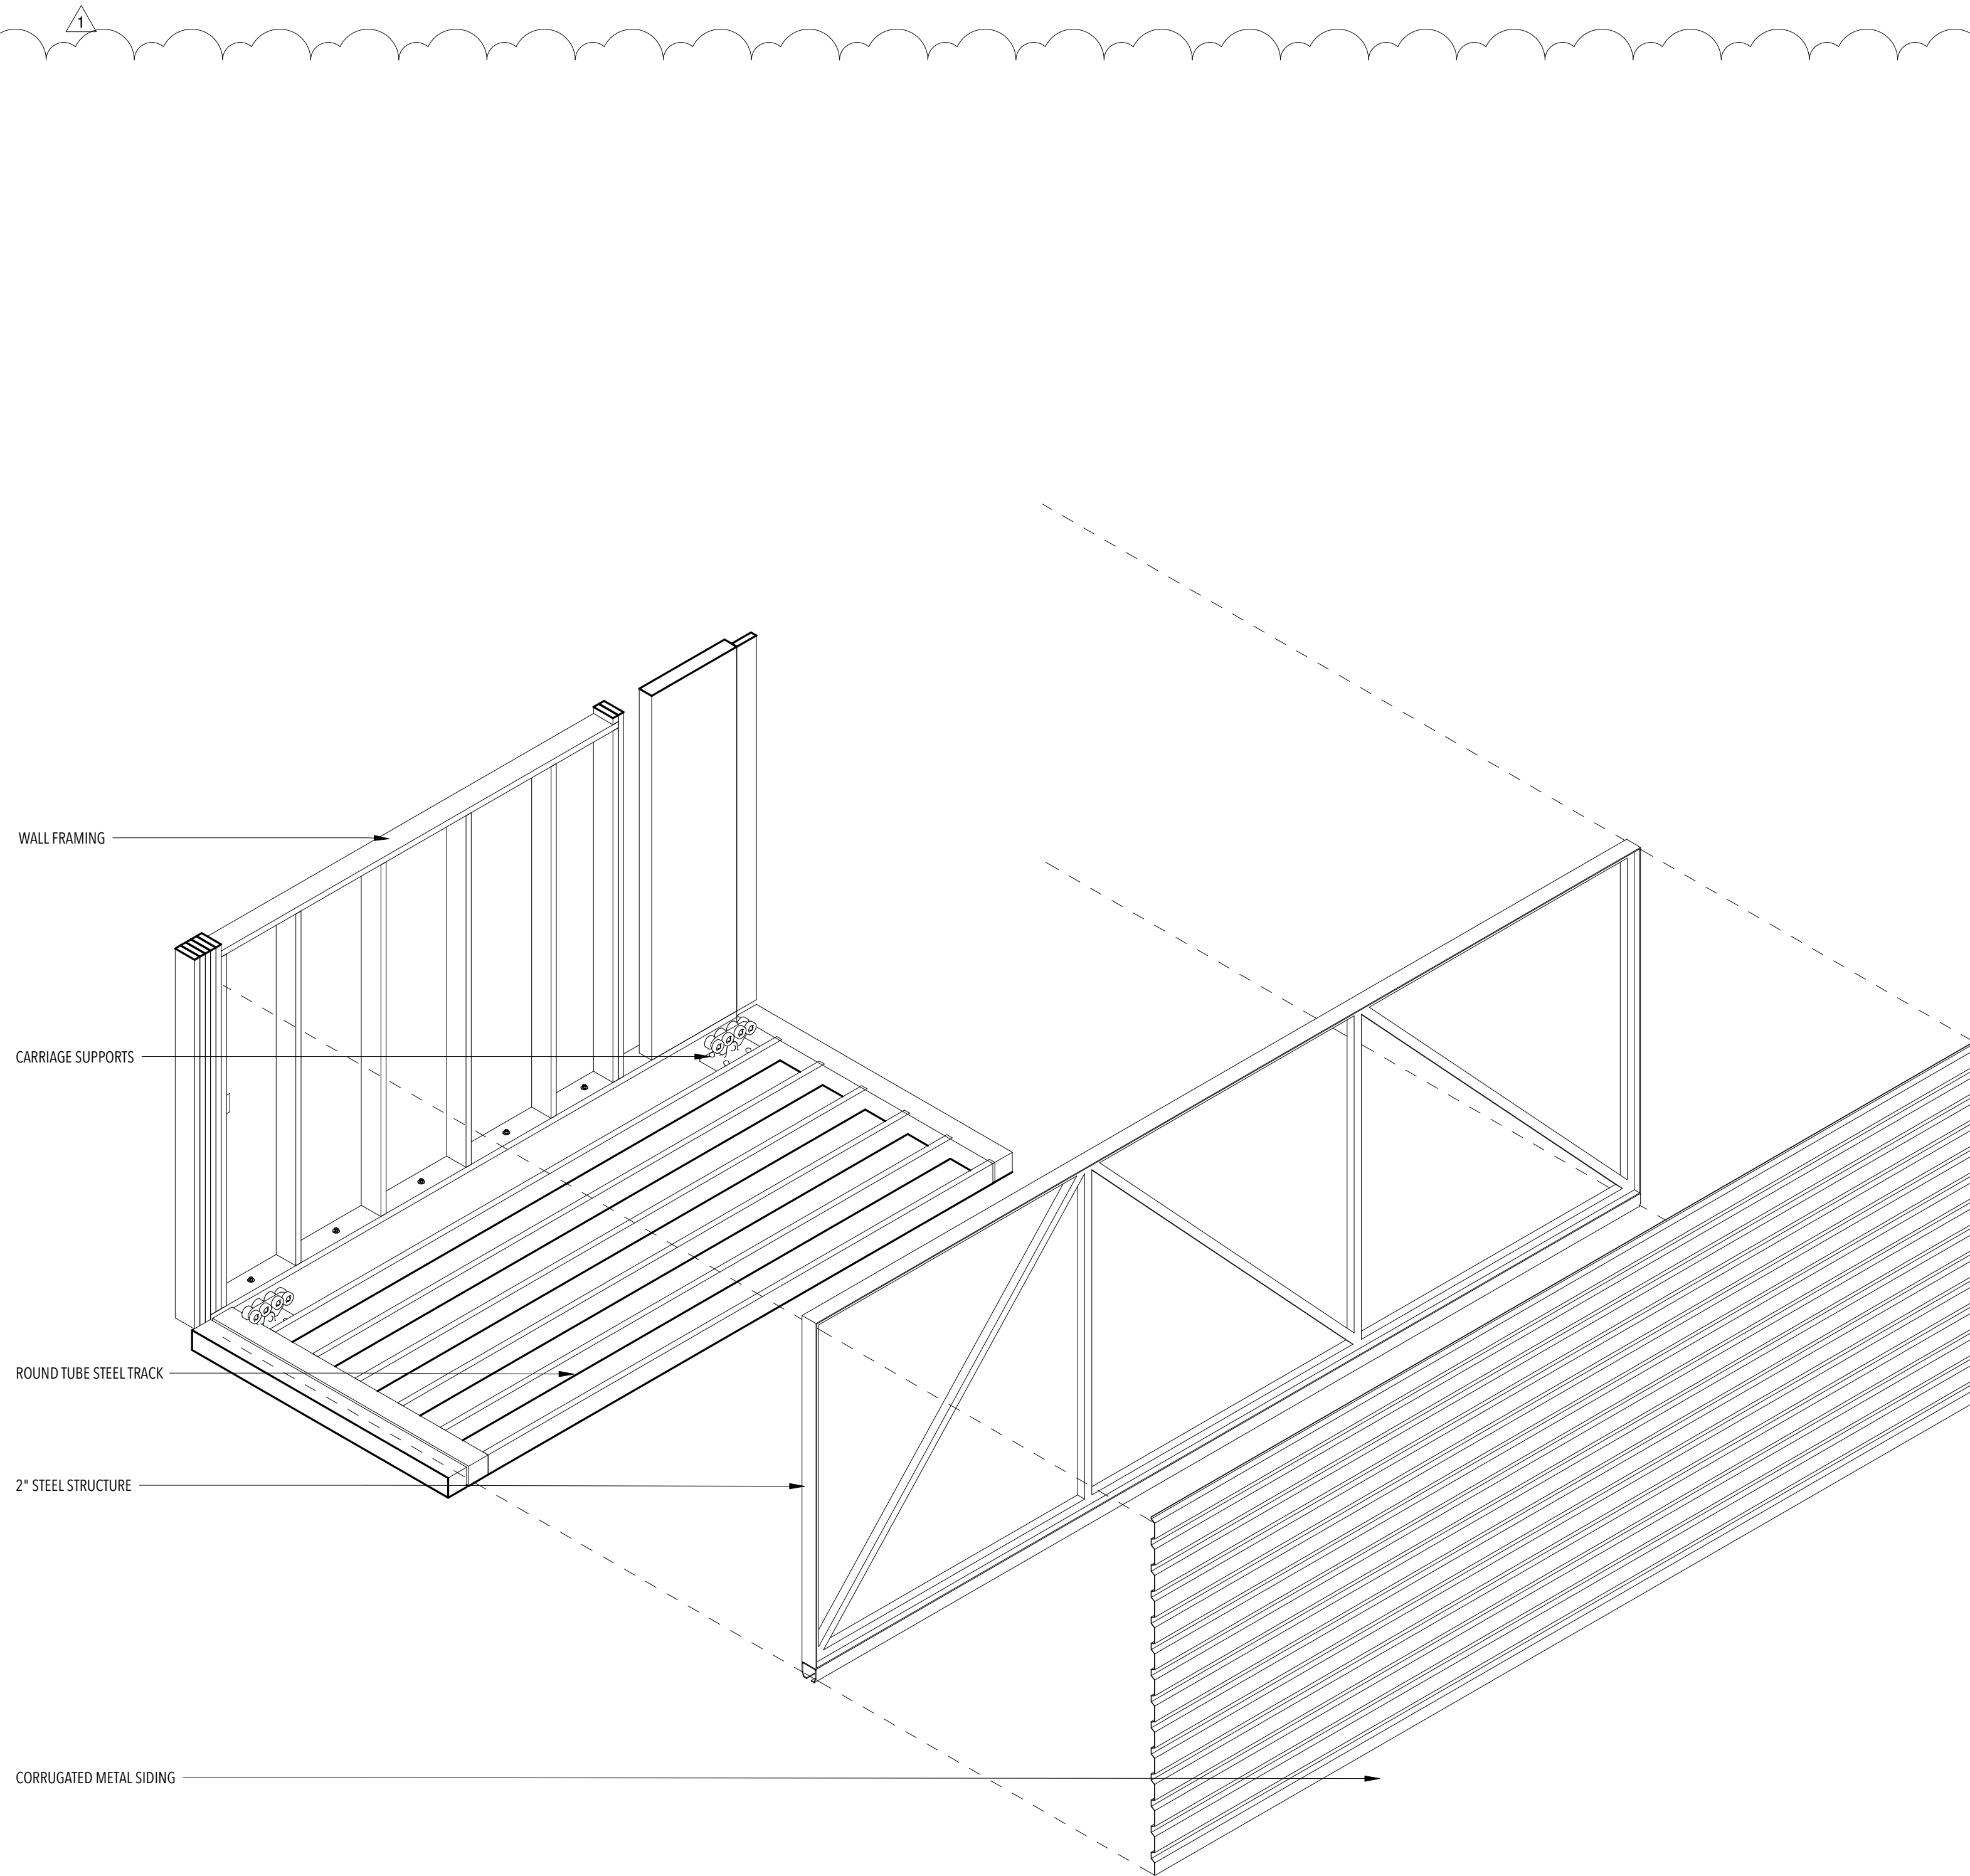 1
WALL FRAMING
CARRIAGE SUPPORTS
ROUND TUBE STEEL TRACK
2" STEEL STRUCTURE
CORRUGATED METAL SIDING